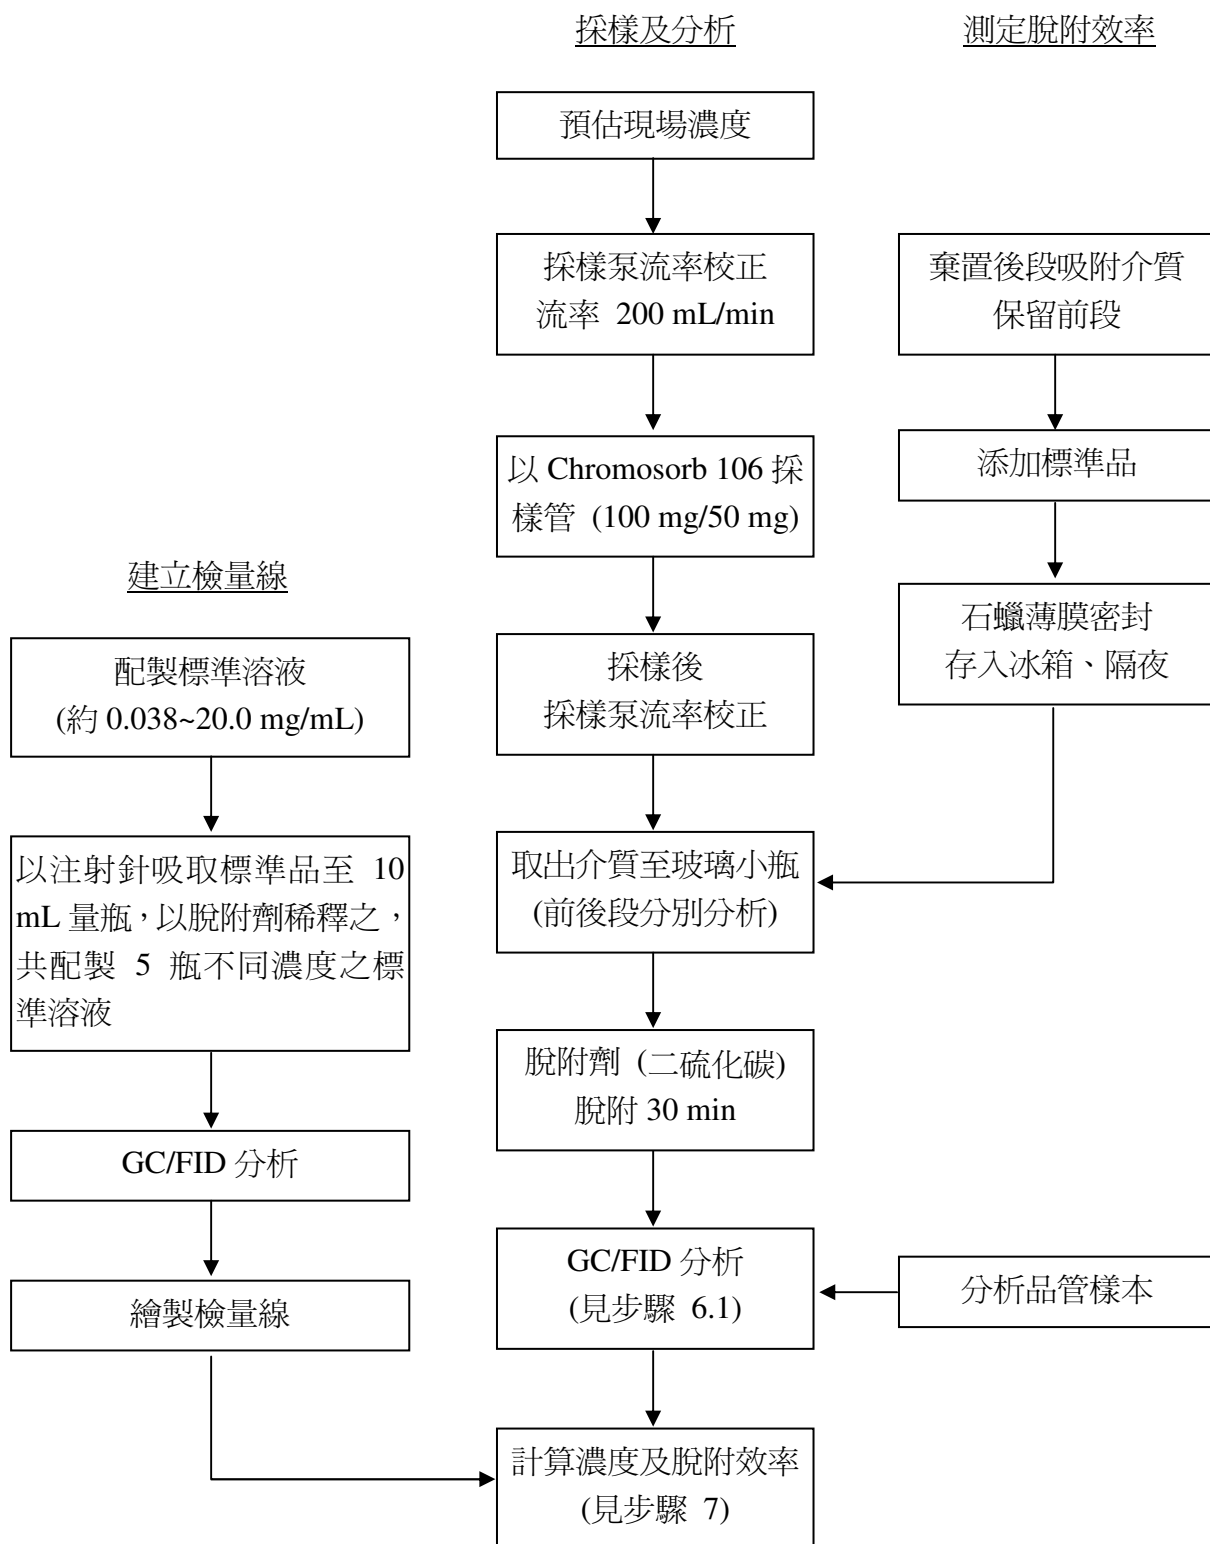 採樣及分析
測定脫附效率
預估現場濃度
採樣泵流率校正
流率 200 mL/min
棄置後段吸附介質
保留前段
以 Chromosorb 106 採
樣管 (100 mg/50 mg)
添加標準品
建立檢量線
石蠟薄膜密封
存入冰箱、隔夜
配製標準溶液
(約 0.038~20.0 mg/mL)
採樣後
採樣泵流率校正
以注射針吸取標準品至 10
mL 量瓶，以脫附劑稀釋之，
共配製 5 瓶不同濃度之標
準溶液
取出介質至玻璃小瓶
(前後段分別分析)
脫附劑 (二硫化碳)
脫附 30 min
GC/FID 分析
GC/FID 分析
(見步驟 6.1)
分析品管樣本
繪製檢量線
計算濃度及脫附效率
(見步驟 7)